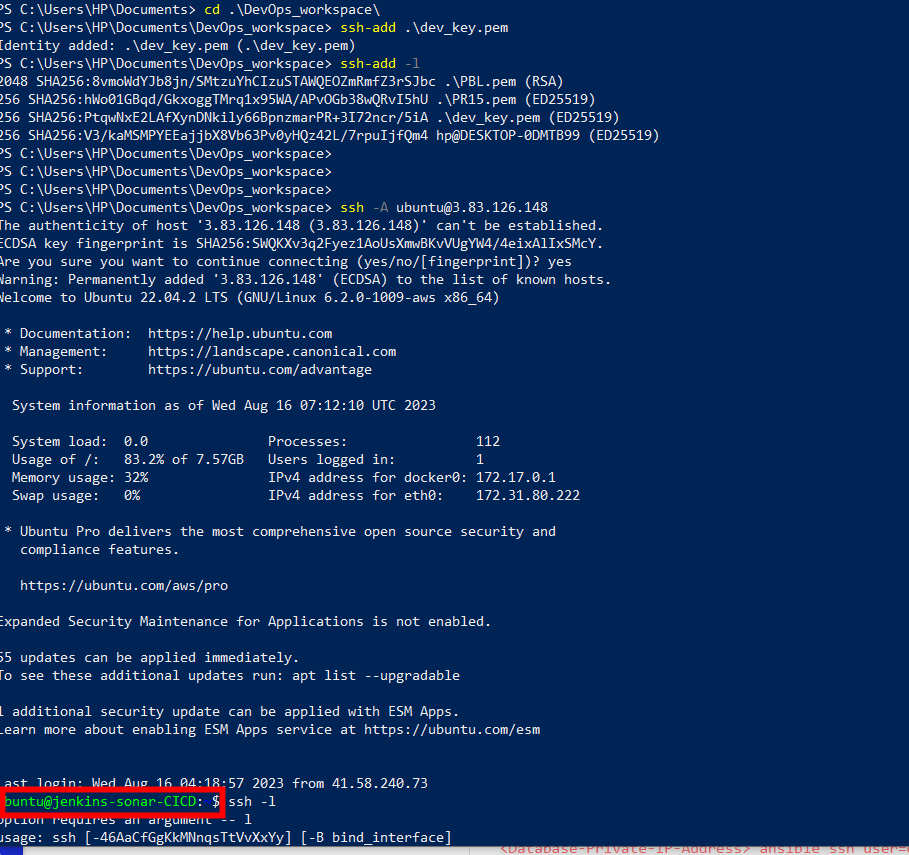 PS C:\Users\HP\Documents> cd .\DevOps_workspace\
PS C:\Users\HP\Documents\DevOps_workspace> ssh-add .\dev_key.pem
Identity added: .\dev_key.pem (.\dev_key.pem)
PS C:\Users\HP\Documents\DevOps_workspace> ssh-add -l
2048 SHA256:8vmoWdYJb8jn/SMtzuYhCIzuSTAWQEOZmRmfZ3rSJbc .\PBL.pem (RSA)
256 SHA256:hWo01GBqd/GkxoggTMrq1x95WA/APvOGb38wQRvI5hU .\PR15.pem (ED25519)
256 SHA256:PtqwNxE2LAfXynDNkily66BpnzmarPR+3I72ncr/5iA .\dev_key.pem (ED25519)
256 SHA256:V3/kaMSMPYEEajjbX8Vb63Pv0yHQz42L/7rpuIjfQm4 hp@DESKTOP-0DMTB99 (ED25519)
PS C:\Users\HP\Documents\DevOps_workspace>
PS C:\Users\HP\Documents\DevOps_workspace>
PS C:\Users\HP\Documents\DevOps_workspace>
PS C:\Users\HP\Documents\DevOps_workspace> ssh -A ubuntu@3.83.126.148
The authenticity of host '3.83.126.148 (3.83.126.148)' can't be established.
ECDSA key fingerprint is SHA256:SWQKXv3q2Fyez1AoUsXmwBKvVUgYW4/4eixAlIxSMcY.
Are you sure you want to continue connecting (yes/no/[fingerprint])? yes
Warning: Permanently added '3.83.126.148' (ECDSA) to the list of known hosts.
Welcome to Ubuntu 22.04.2 LTS (GNU/Linux 6.2.0-1009-aws x86_64)
* Documentation: https://help.ubuntu.com
* Management: https://landscape.canonical.com
* Support: https://ubuntu.com/advantage
System information as of Wed Aug 16 07:12:10 UTC 2023
System load: 0.0 Processes: 112
Usage of /: 83.2% of 7.57GB Users logged in: 1
Memory usage: 32% IPv4 address for docker0: 172.17.0.1
Swap usage: 0% IPv4 address for eth0: 172.31.80.222
* Ubuntu Pro delivers the most comprehensive open source security and
compliance features.
https://ubuntu.com/aws/pro
Expanded Security Maintenance for Applications is not enabled.
55 updates can be applied immediately.
To see these additional updates run: apt list --upgradable
1 additional security update can be applied with ESM Apps.
Learn more about enabling ESM Apps service at https://ubuntu.com/esm
Last login: Wed Aug 16 04:18:57 2023 from 41.58.240.73
ubuntu@jenkins-sonar-CICD:~$ ssh -l
option requires an argument -- l
usage: ssh [-46AaCfGgKkMNnqsTtVvXxYy] [-B bind_interface]
<Database-Private-IP-Address> ansible_ssh_user=